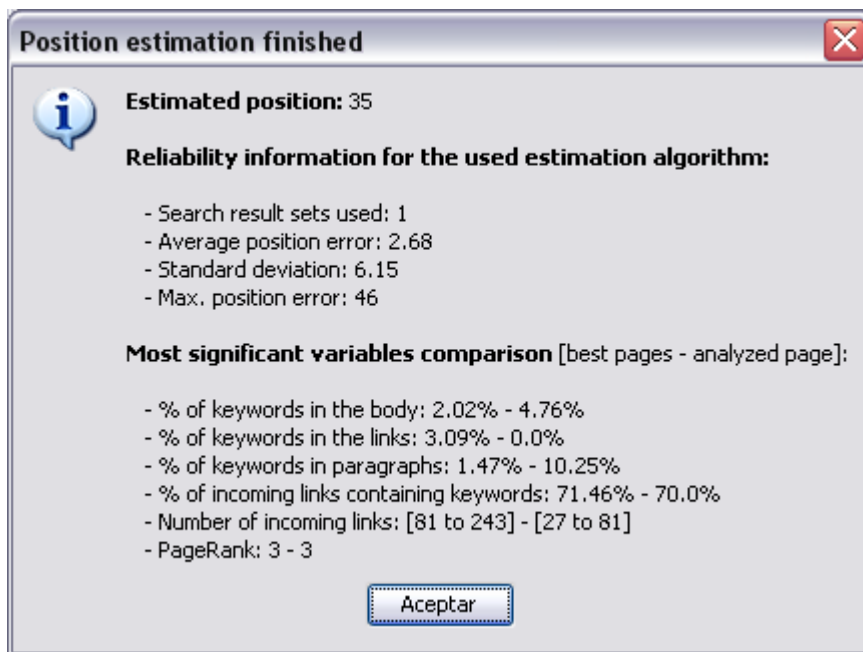 Position estimation finished
Estimated position: 35
Reliability information for the used estimation algorithm:
- Search result sets used: 1
- Average position error: 2.68
- Standard deviation: 6.15
- Max. position error: 46
Most significant variables comparison [best pages - analyzed page]:
- % of keywords in the body: 2.02% - 4.76%
- % of keywords in the links: 3.09% - 0.0%
- % of keywords in paragraphs: 1.47% - 10.25%
- % of incoming links containing keywords: 71.46% - 70.0%
- Number of incoming links: [81 to 243] - [27 to 81]
- PageRank: 3 - 3
Aceptar